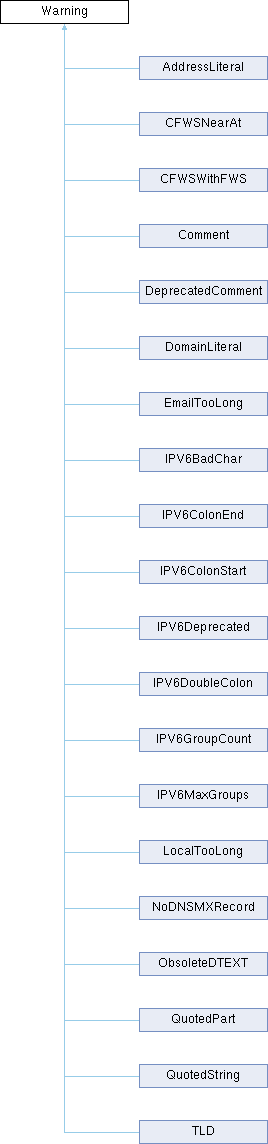 Warning
AddressLiteral
CFWSNearAt
CFWSWithFWS
Comment
DeprecatedComment
DomainLiteral
EmailTooLong
IPV6BadChar
IPV6ColonEnd
IPV6ColonStart
IPV6Deprecated
IPV6DoubleColon
IPV6GroupCount
IPV6MaxGroups
LocalTooLong
NoDNSMXRecord
ObsoleteDTEXT
QuotedPart
QuotedString
TLD